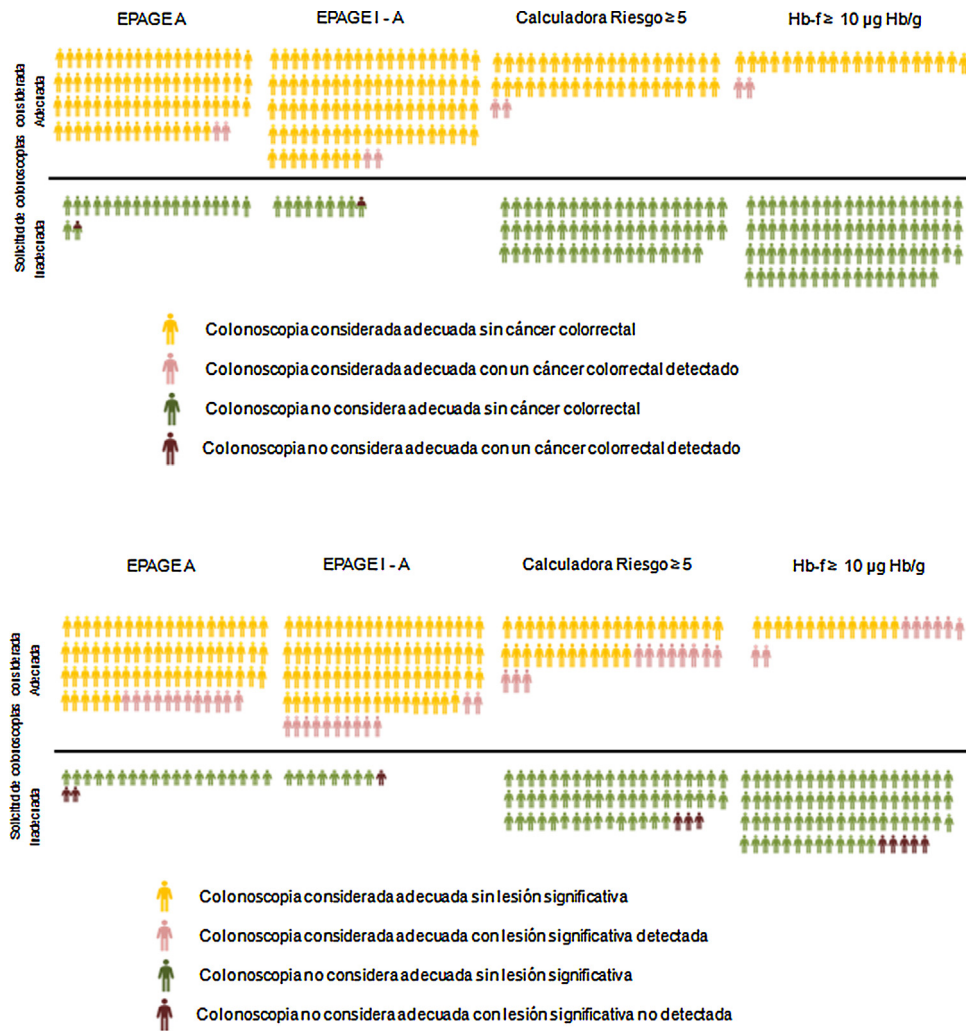 EPAGE A
EPAGE I - A
Calculadora Riesgo ≥ 5
Hb-f ≥ 10 µg Hb/g
Solicitud de colonoscopias considerada
Adecuada
Inadecuada
Colonoscopia considerada adecuada sin cáncer colorrectal
Colonoscopia considerada adecuada con un cáncer colorrectal detectado
Colonoscopia no considera adecuada sin cáncer colorrectal
Colonoscopia no considera adecuada con un cáncer colorrectal detectado
EPAGE A
EPAGE I - A
Calculadora Riesgo ≥ 5
Hb-f ≥ 10 µg Hb/g
Solicitud de colonoscopias considerada
Adecuada
Inadecuada
Colonoscopia considerada adecuada sin lesión significativa
Colonoscopia considerada adecuada con lesión significativa detectada
Colonoscopia no considera adecuada sin lesión significativa
Colonoscopia no considera adecuada con lesión significativa no detectada